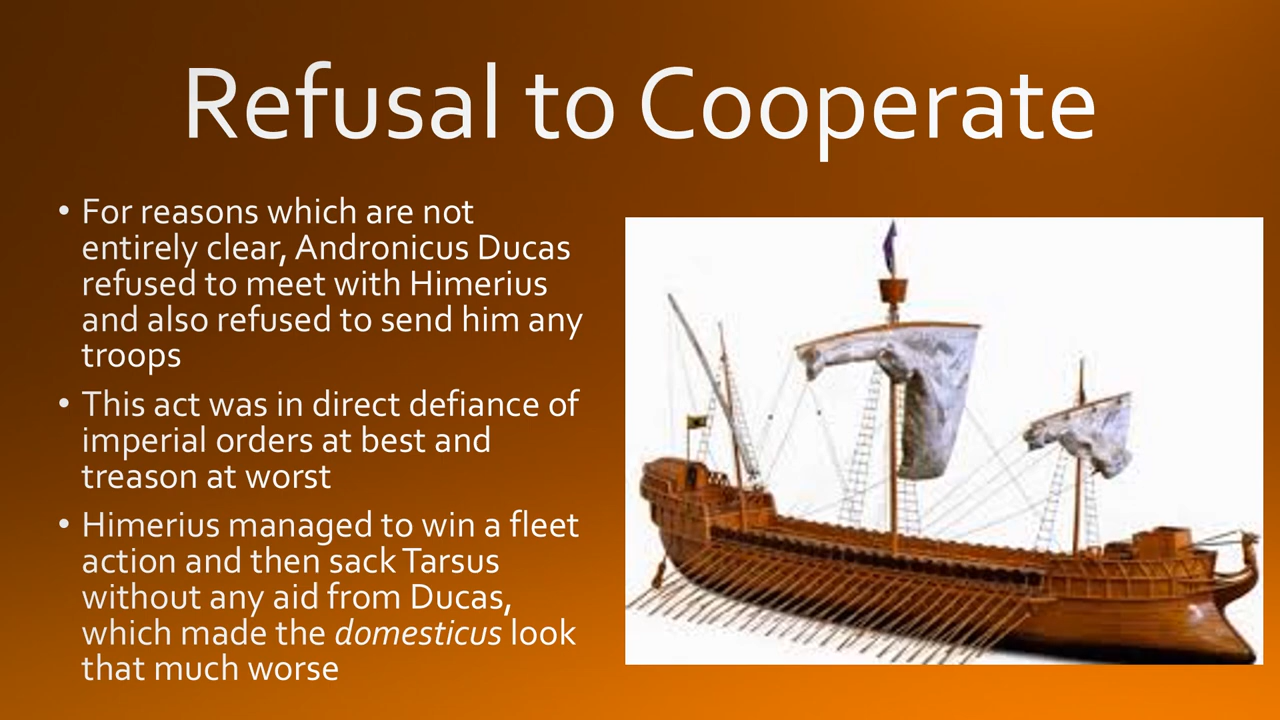 Refusal to Cooperate
• For reasons which are not
entirely clear, Andronicus Ducas
refused to meet with Himerius
and also refused to send him any
troops
• This act was in direct defiance of
imperial orders at best and
treason at worst
• Himerius managed to win a fleet
action and then sack Tarsus
without any aid from Ducas,
which made the domesticus look
that much worse